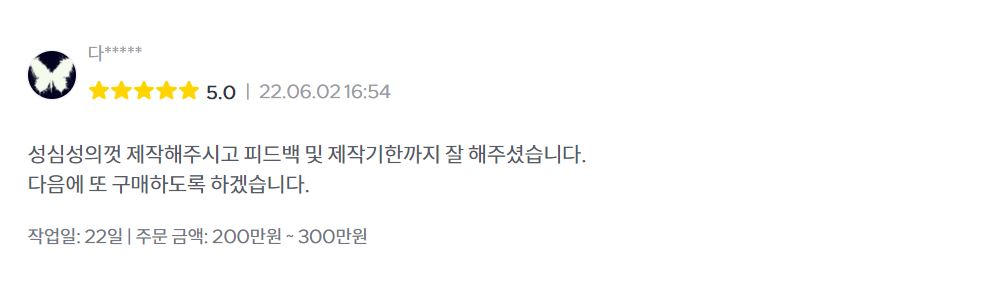 다*****
5.0 | 22.06.02 16:54
성심성의껏 제작해주시고 피드백 및 제작기한까지 잘 해주셨습니다.
다음에 또 구매하도록 하겠습니다.
작업일: 22일 | 주문 금액: 200만원 ~ 300만원